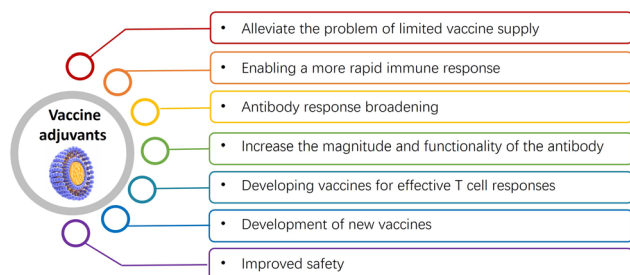 Vaccine
adjuvants
• Alleviate the problem of limited vaccine supply
• Enabling a more rapid immune response
• Antibody response broadening
• Increase the magnitude and functionality of the antibody
• Developing vaccines for effective T cell responses
• Development of new vaccines
• Improved safety